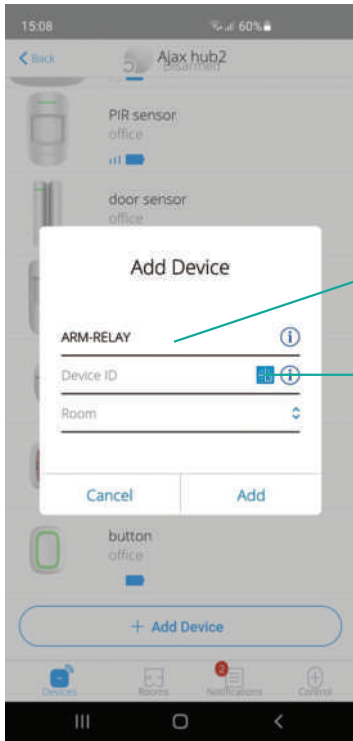 15:08 60%
Back Ajax hub2
Disarmed
PIR sensor
office
door sensor
office
Add Device
ARM-RELAY
Device ID
Room
Cancel Add
button
office
+ Add Device
2
Devices Rooms Notifications Control